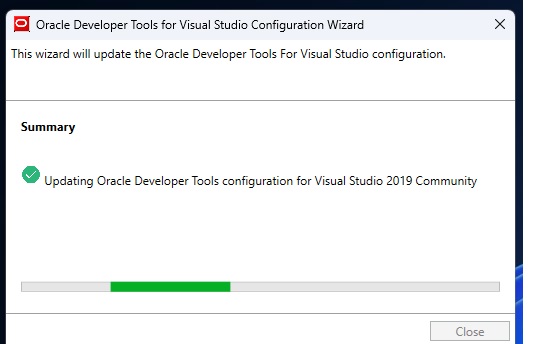 Oracle Developer Tools for Visual Studio Configuration Wizard
This wizard will update the Oracle Developer Tools For Visual Studio configuration.
Summary
Updating Oracle Developer Tools configuration for Visual Studio 2019 Community
Close